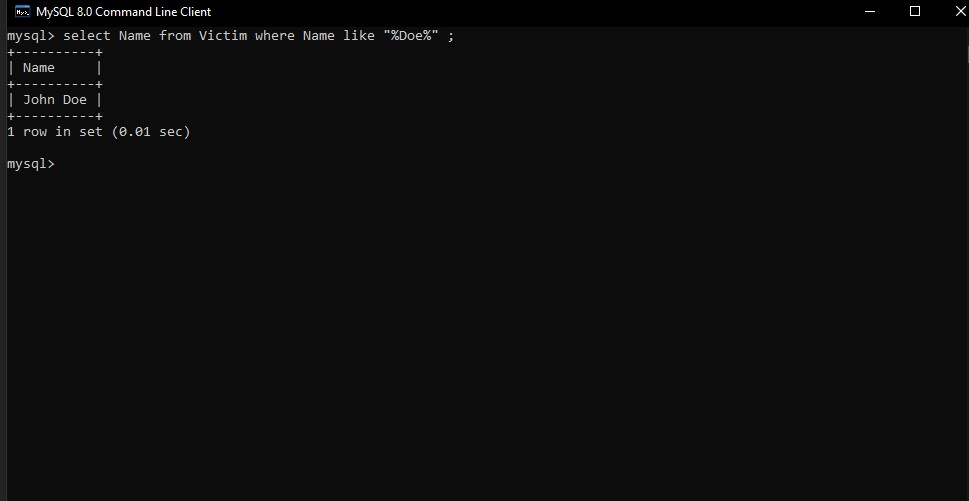 MySQL 8.0 Command Line Client
mysql> select Name from Victim where Name like "%Doe%" ;
+----------+
| Name     |
+----------+
| John Doe |
+----------+
1 row in set (0.01 sec)
mysql>